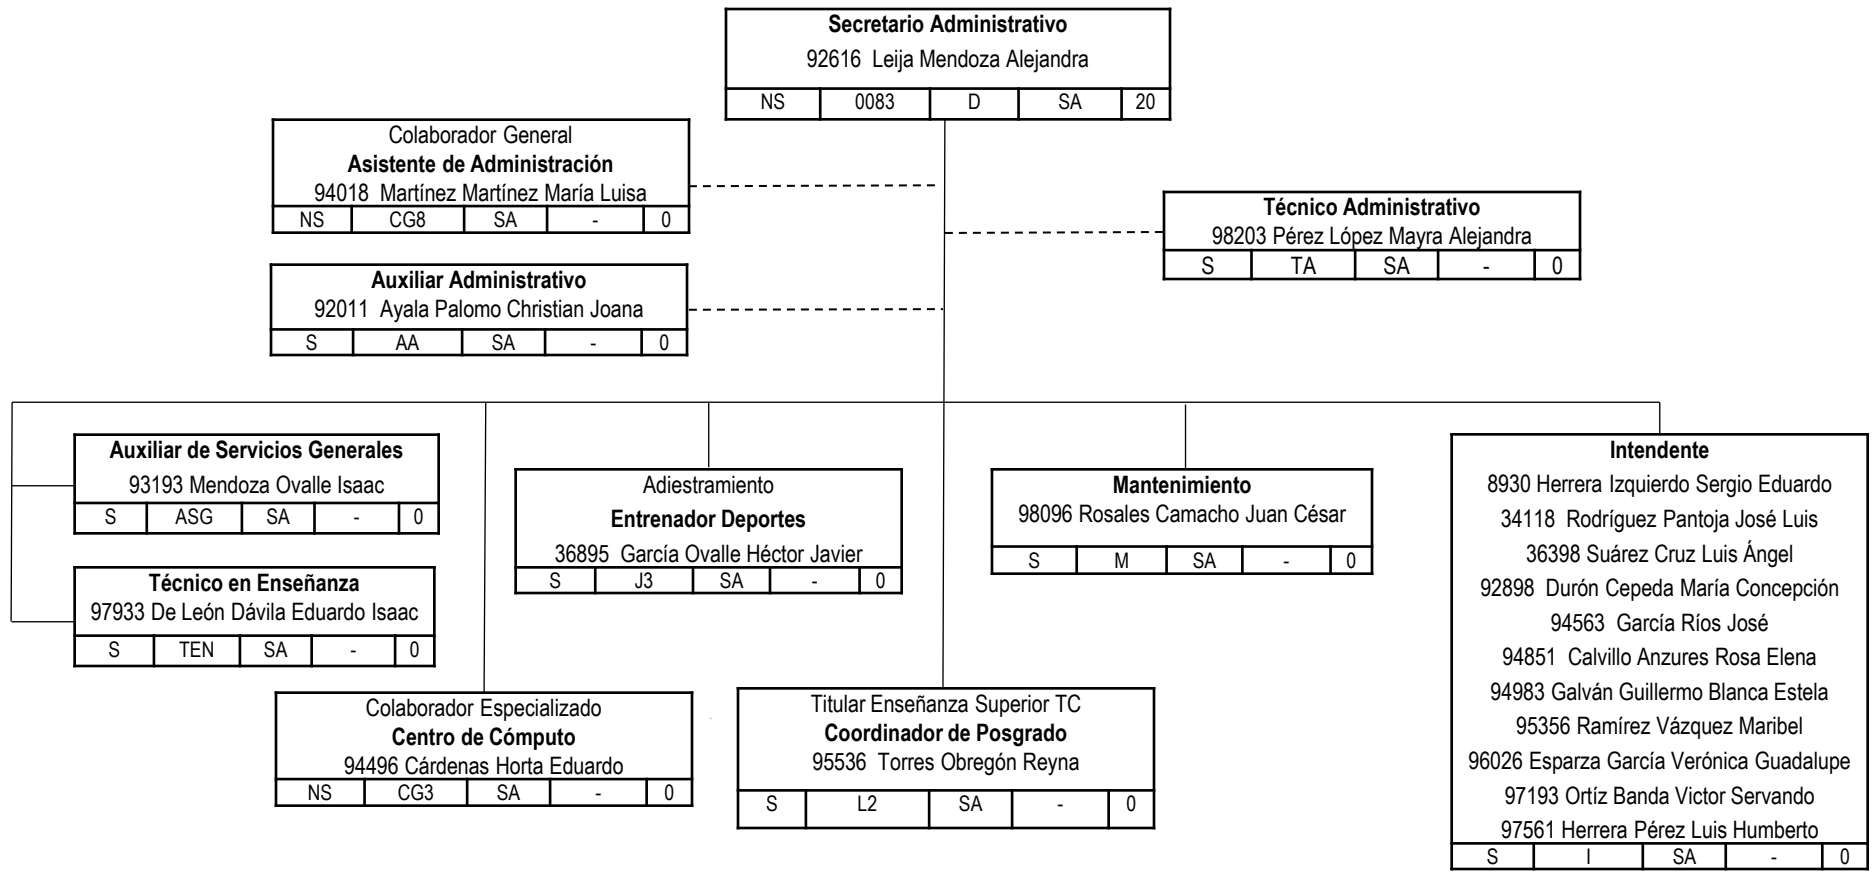 Secretario Administrativo
92616 Leija Mendoza Alejandra
NS 0083 D SA 20
Colaborador General
Asistente de Administración
94018 Martínez Martínez María Luisa
NS CG8 SA - 0
Técnico Administrativo
98203 Pérez López Mayra Alejandra
S TA SA - 0
Auxiliar Administrativo
92011 Ayala Palomo Christian Joana
S AA SA - 0
Auxiliar de Servicios Generales
93193 Mendoza Ovalle Isaac
S ASG SA - 0
Técnico en Enseñanza
97933 De León Dávila Eduardo Isaac
S TEN SA - 0
Adiestramiento
Entrenador Deportes
36895 García Ovalle Héctor Javier
S J3 SA - 0
Mantenimiento
98096 Rosales Camacho Juan César
S M SA - 0
Intendente
8930 Herrera Izquierdo Sergio Eduardo
34118 Rodríguez Pantoja José Luis
36398 Suárez Cruz Luis Ángel
92898 Durón Cepeda María Concepción
94563 García Ríos José
94851 Calvillo Anzures Rosa Elena
94983 Galván Guillermo Blanca Estela
95356 Ramírez Vázquez Maribel
96026 Esparza García Verónica Guadalupe
97193 Ortíz Banda Victor Servando
97561 Herrera Pérez Luis Humberto
S I SA - 0
Colaborador Especializado
Centro de Cómputo
94496 Cárdenas Horta Eduardo
NS CG3 SA - 0
Titular Enseñanza Superior TC
Coordinador de Posgrado
95536 Torres Obregón Reyna
S L2 SA - 0